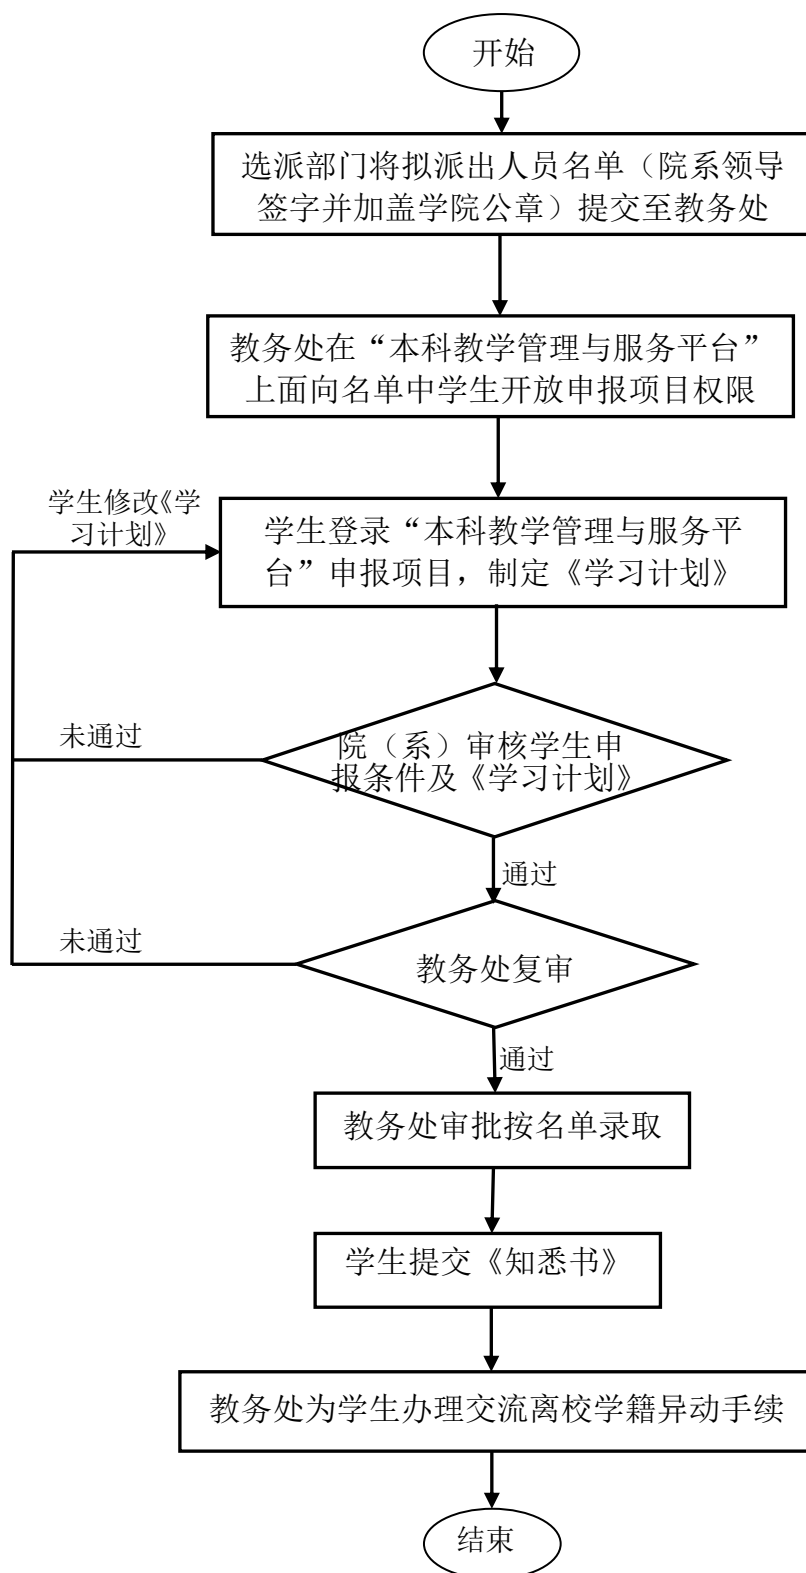 开始
选派部门将拟派出人员名单（院系领导
签字并加盖学院公章）提交至教务处
教务处在“本科教学管理与服务平台”
上面向名单中学生开放申报项目权限
学生修改《学
习计划》
学生登录“本科教学管理与服务平
台”申报项目，制定《学习计划》
未通过
院（系）审核学生申
报条件及《学习计划》
通过
未通过
教务处复审
通过
教务处审批按名单录取
学生提交《知悉书》
教务处为学生办理交流离校学籍异动手续
结束